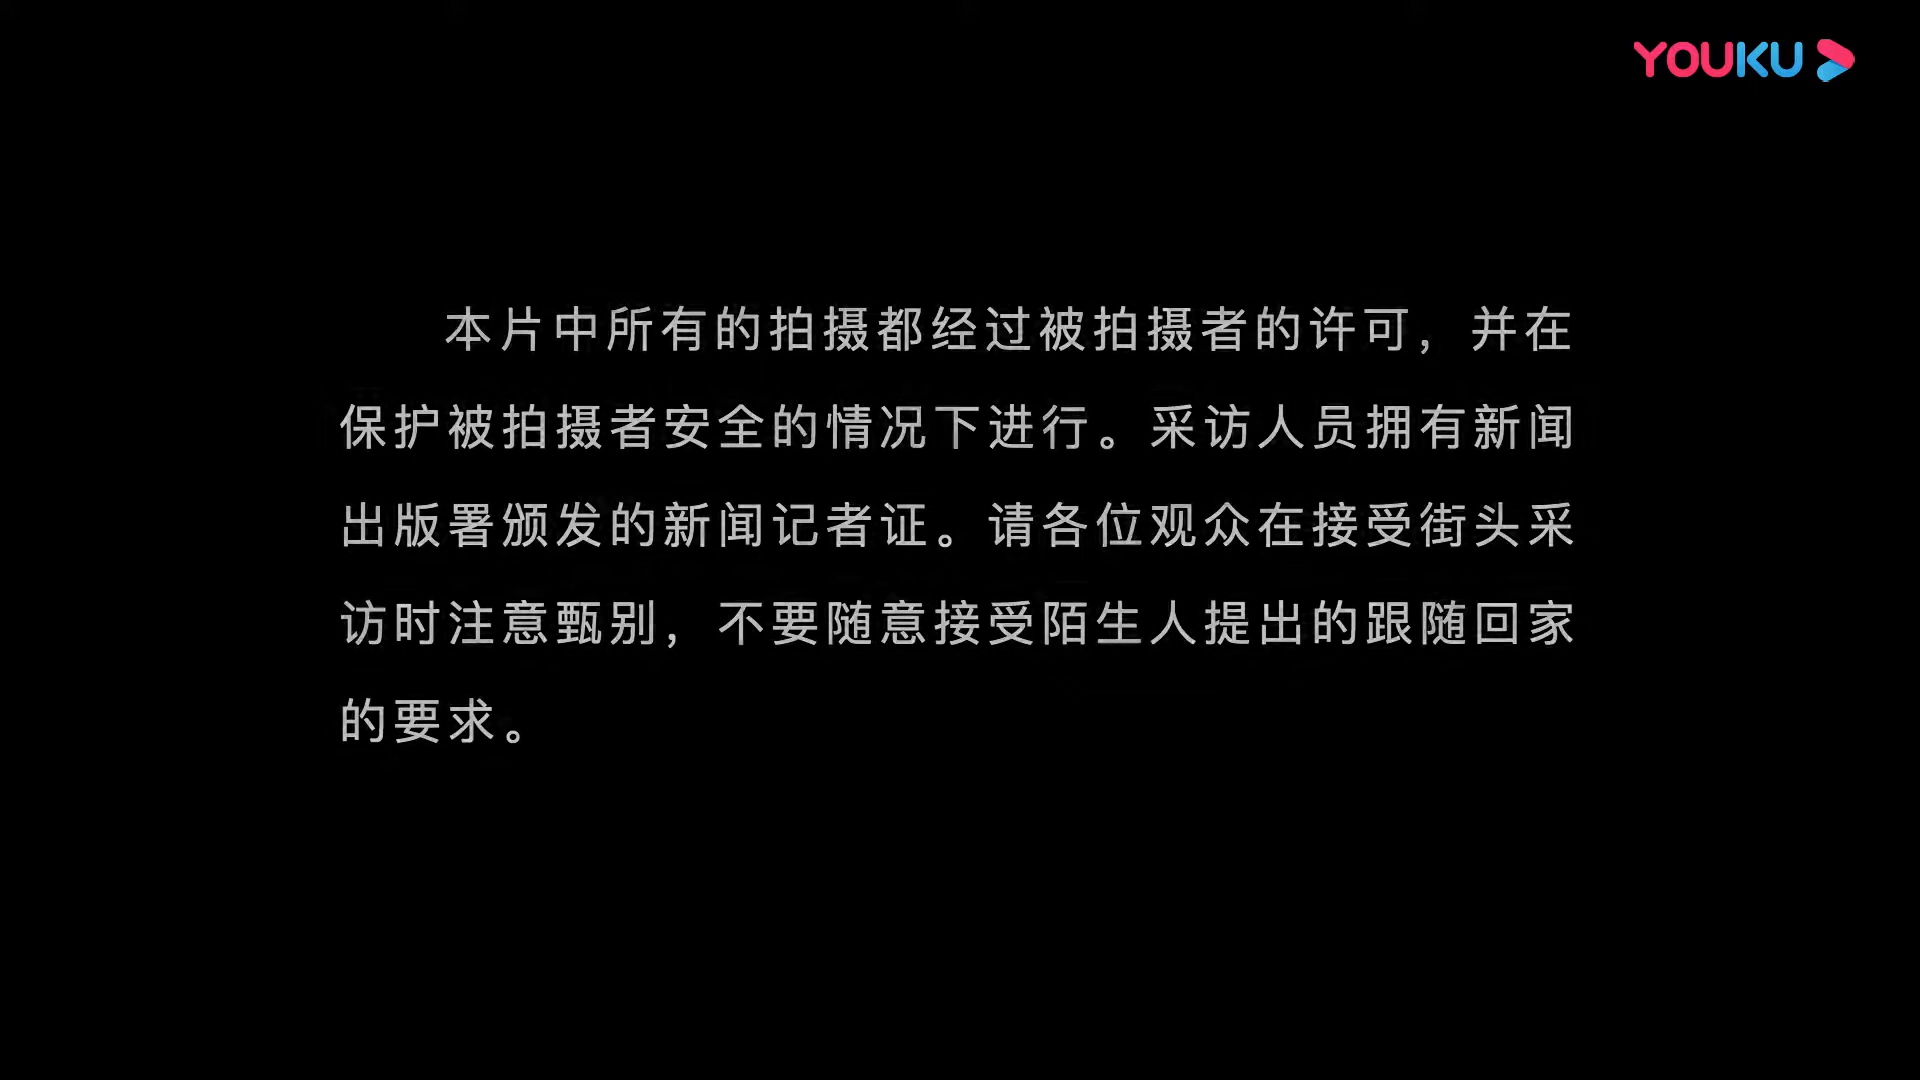 YOUKU
本片中所有的拍摄都经过被拍摄者的许可，并在
保护被拍摄者安全的情况下进行。采访人员拥有新闻
出版署颁发的新闻记者证。请各位观众在接受街头采
访时注意甄别，不要随意接受陌生人提出的跟随回家
的要求。